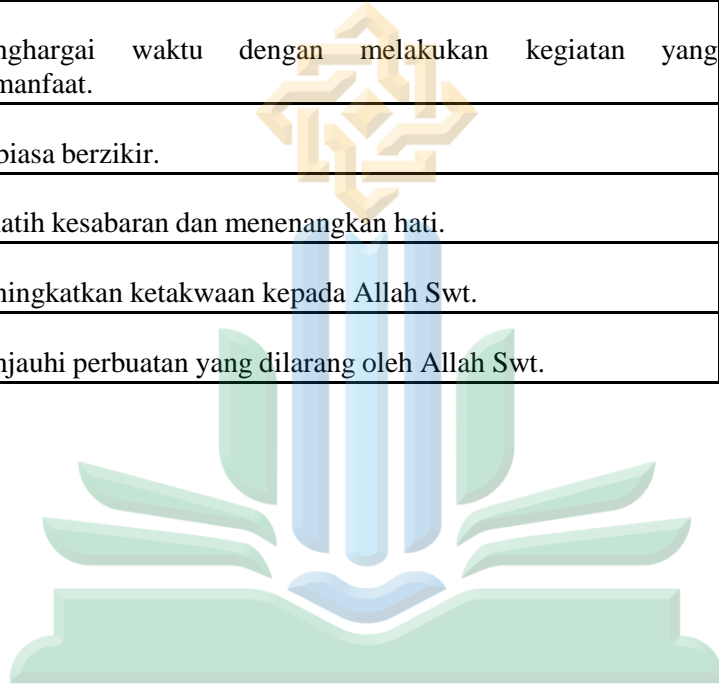 nghargai waktu dengan melakukan kegiatan yang
manfaat.
biasa berzikir.
atih kesabaran dan menenangkan hati.
ningkatkan ketakwaan kepada Allah Swt.
njauhi perbuatan yang dilarang oleh Allah Swt.